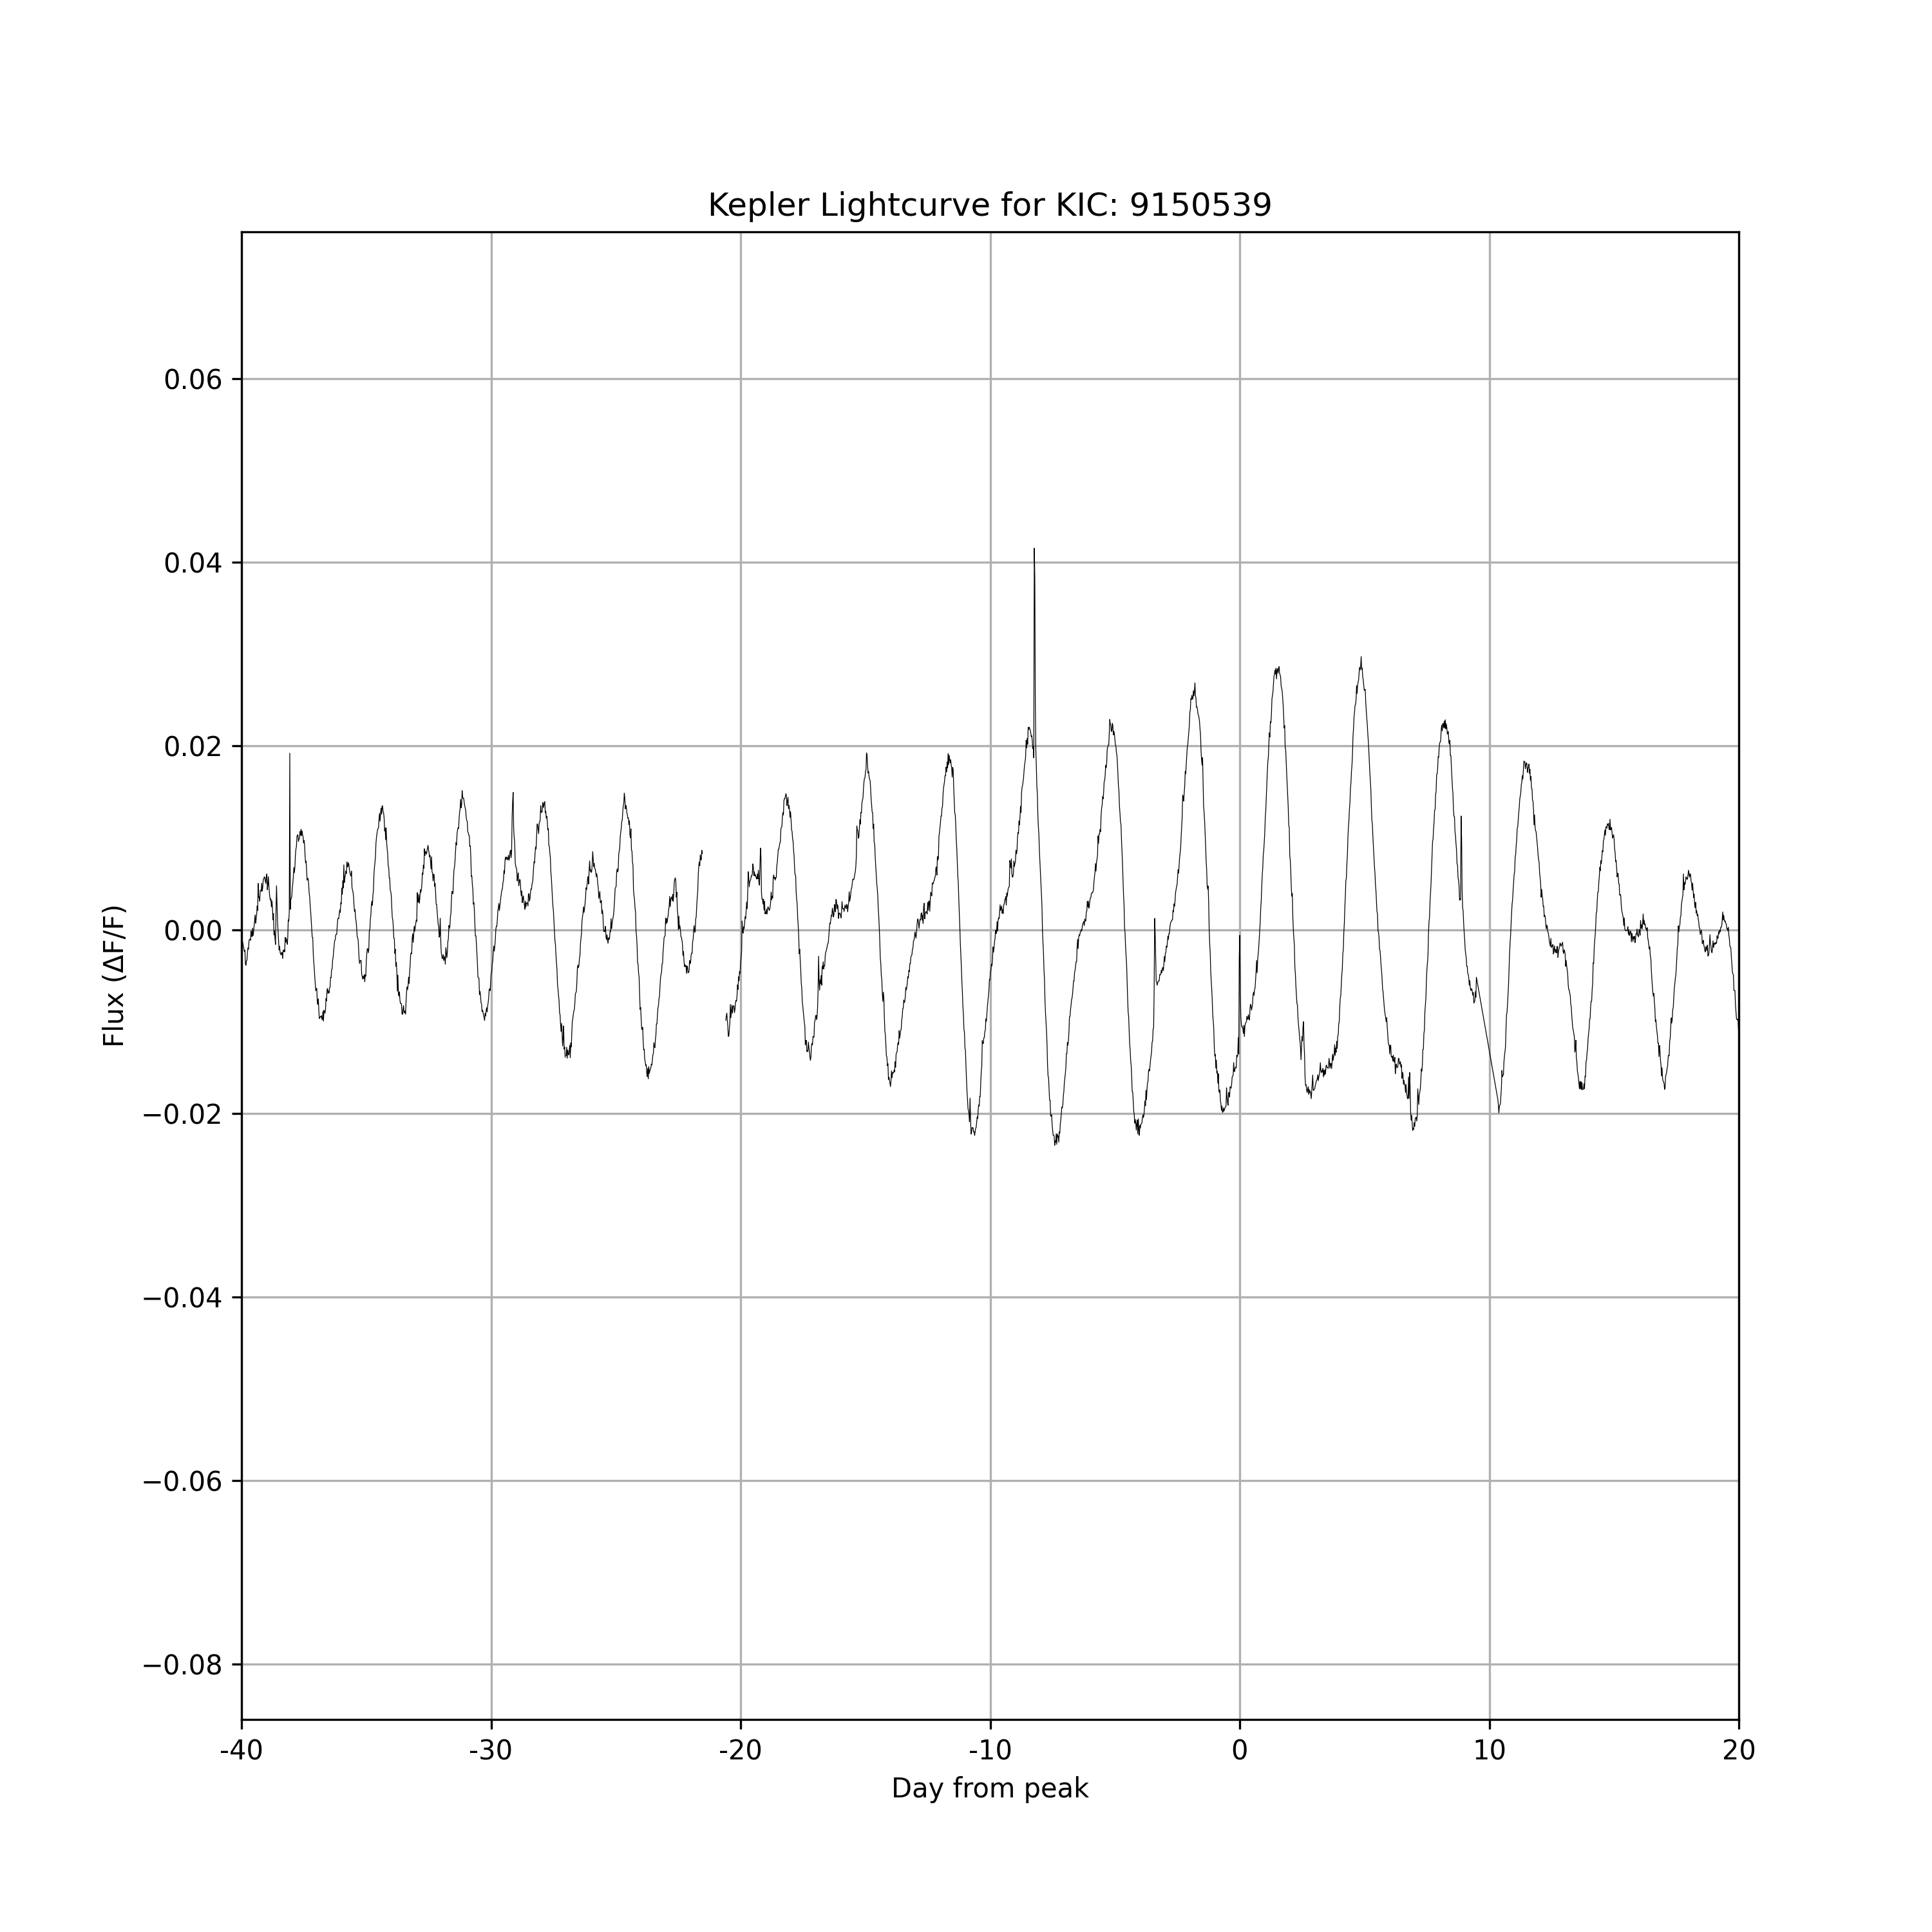 Kepler Lightcurve for KIC: 9150539
0.06
0.04
0.02
0.00
−0.02
−0.04
−0.06
−0.08
Flux (ΔF/F)
-40 -30 -20 -10 0 10 20
Day from peak